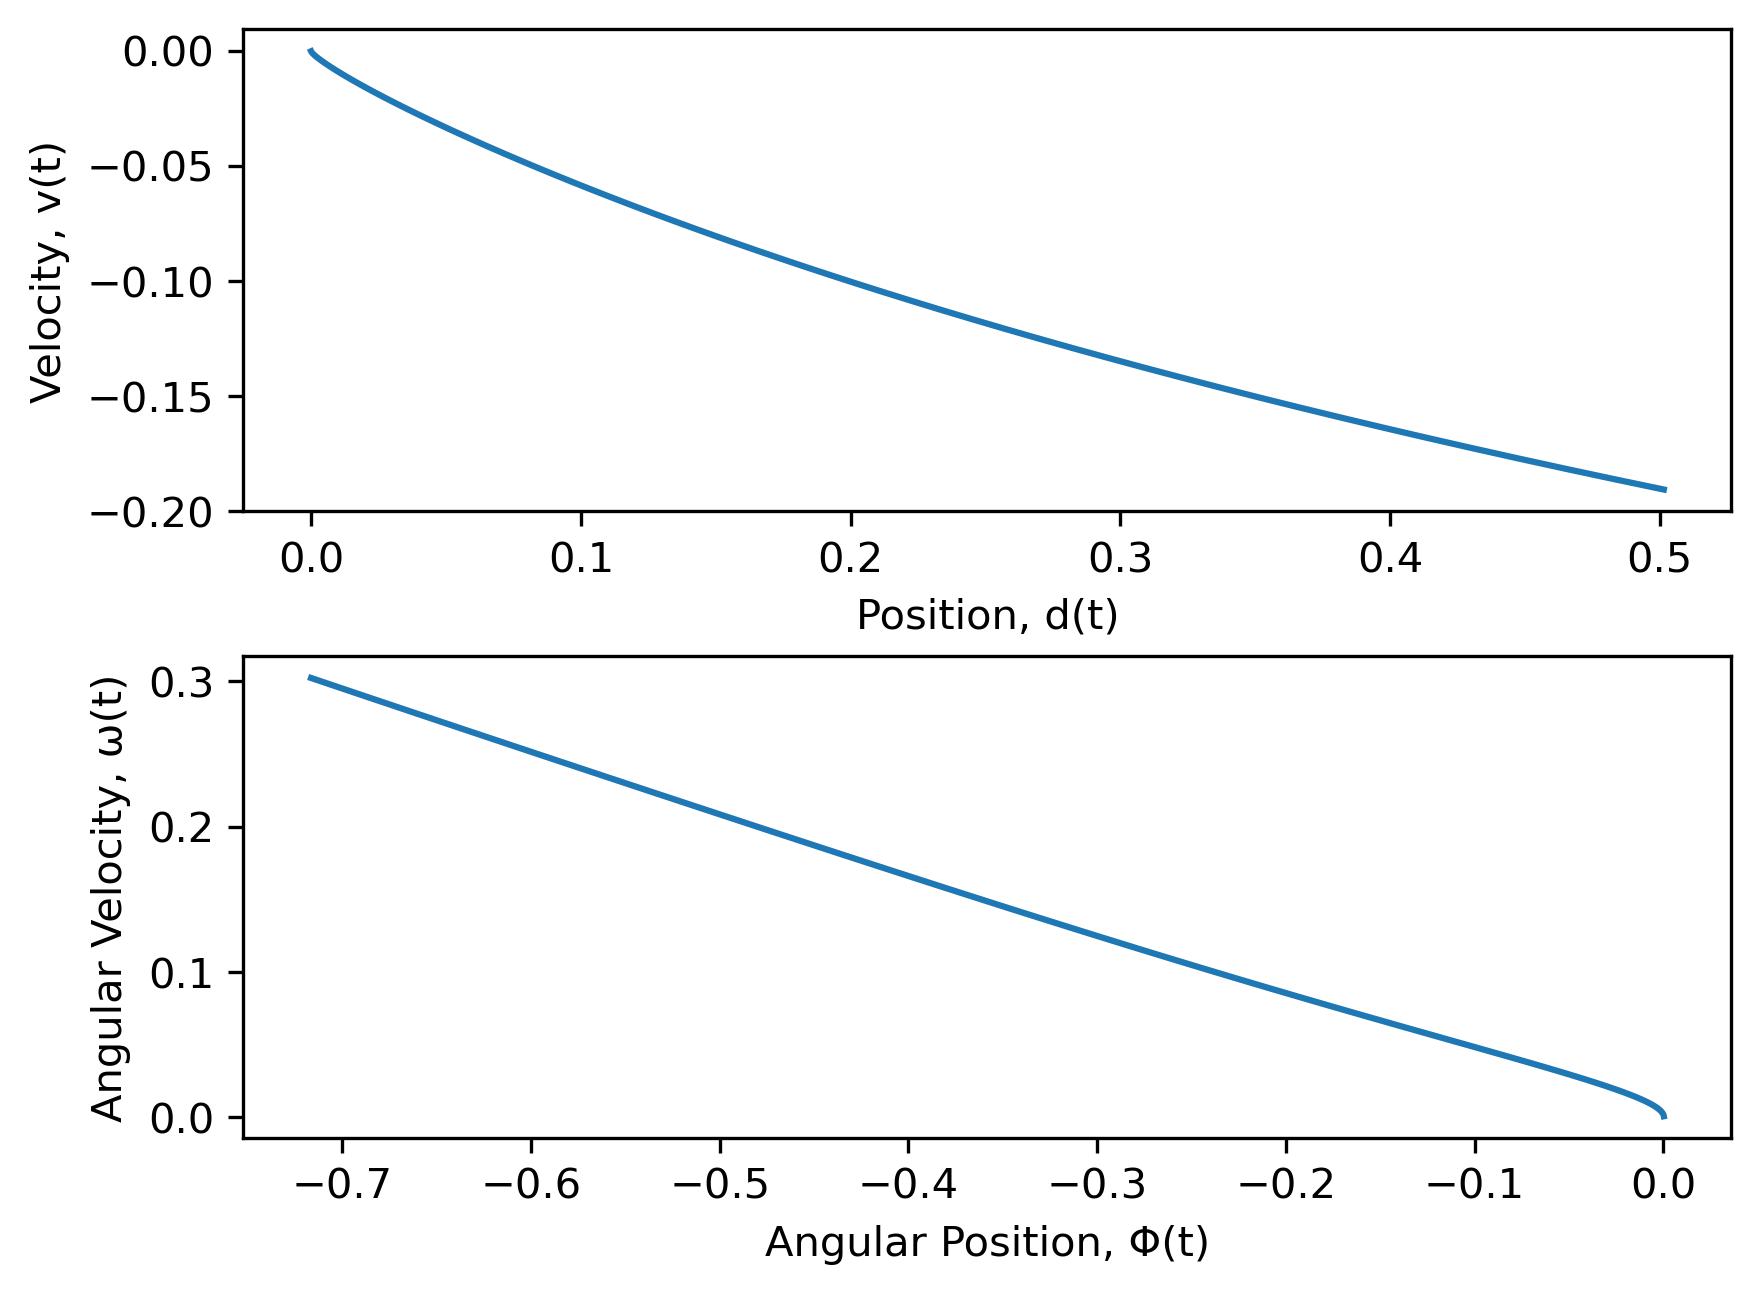 Velocity, v(t)
0.00
−0.05
−0.10
−0.15
−0.20
0.0 0.1 0.2 0.3 0.4 0.5
Position, d(t)
Angular Velocity, ω(t)
0.3
0.2
0.1
0.0
−0.7 −0.6 −0.5 −0.4 −0.3 −0.2 −0.1 0.0
Angular Position, Φ(t)